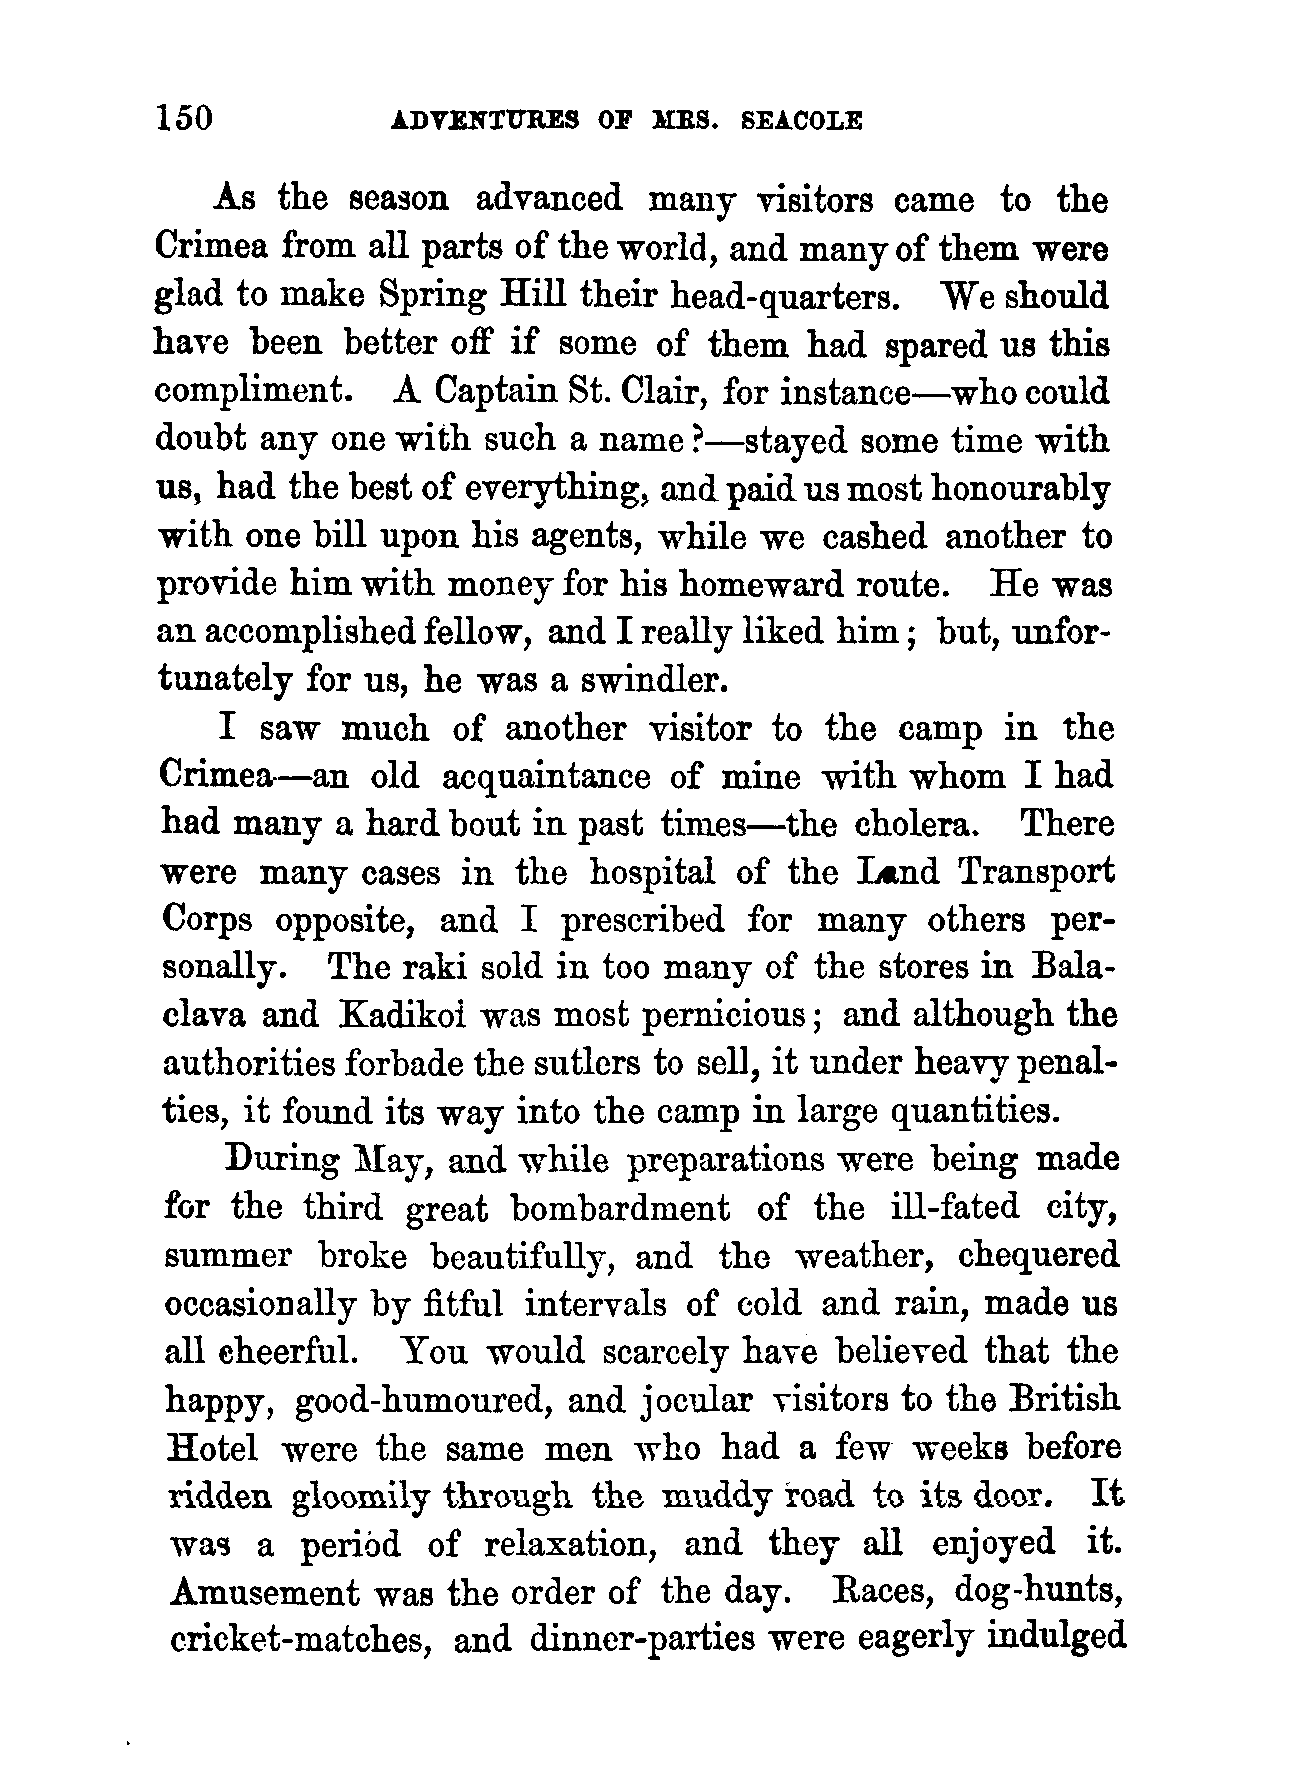 150 ADVENTURES OF MRS. SEACOLE
As the season advanced many visitors came to the
Crimea from all parts of the world, and many of them were
glad to make Spring Hill their head-quarters. We should
have been better off if some of them had spared us this
compliment. A Captain St. Clair, for instance—who could
doubt any one with such a name?—stayed some time with
us, had the best of everything, and paid us most honourably
with one bill upon his agents, while we cashed another to
provide him with money for his homeward route. He was
an accomplished fellow, and I really liked him; but, unfor-
tunately for us, he was a swindler.
I saw much of another visitor to the camp in the
Crimea—an old acquaintance of mine with whom I had
had many a hard bout in past times—the cholera. There
were many cases in the hospital of the Land Transport
Corps opposite, and I prescribed for many others per-
sonally. The raki sold in too many of the stores in Bala-
clava and Kadikoi was most pernicious; and although the
authorities forbade the sutlers to sell, it under heavy penal-
ties, it found its way into the camp in large quantities.
During May, and while preparations were being made
for the third great bombardment of the ill-fated city,
summer broke beautifully, and the weather, chequered
occasionally by fitful intervals of cold and rain, made us
all cheerful. You would scarcely have believed that the
happy, good-humoured, and jocular visitors to the British
Hotel were the same men who had a few weeks before
ridden gloomily through the muddy road to its door. It
was a period of relaxation, and they all enjoyed it.
Amusement was the order of the day. Races, dog-hunts,
cricket-matches, and dinner-parties were eagerly indulged